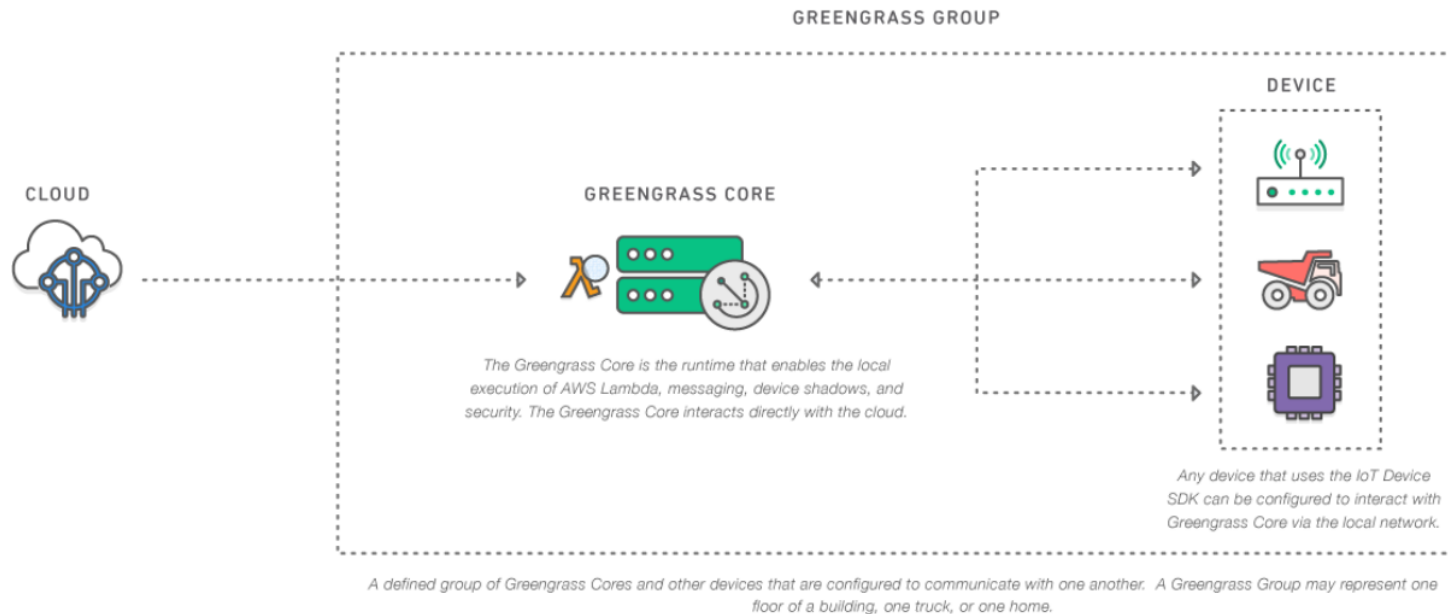 GREENGRASS GROUP
DEVICE
CLOUD
GREENGRASS CORE
The Greengrass Core is the runtime that enables the local
execution of AWS Lambda, messaging, device shadows, and
security. The Greengrass Core interacts directly with the cloud.
Any device that uses the IoT Device
SDK can be configured to interact with
Greengrass Core via the local network.
A defined group of Greengrass Cores and other devices that are configured to communicate with one another. A Greengrass Group may represent one
floor of a building, one truck, or one home.